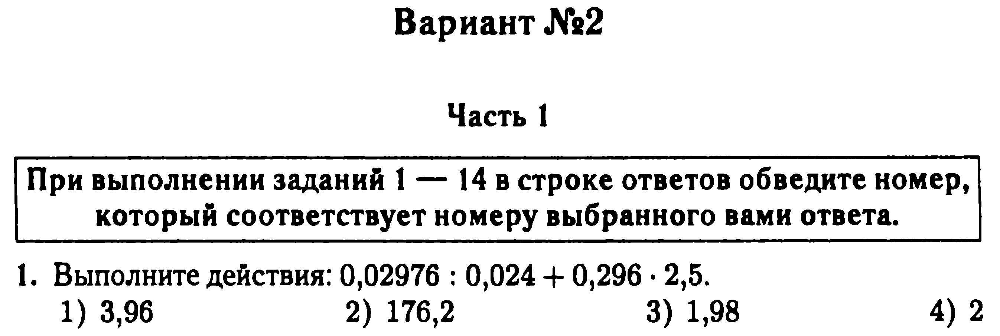 Вариант №2
Часть 1
При выполнении заданий 1 — 14 в строке ответов обведите номер,
который соответствует номеру выбранного вами ответа.
1. Выполните действия: 0,02976 : 0,024 + 0,296 · 2,5.
1) 3,96 2) 176,2 3) 1,98 4) 2